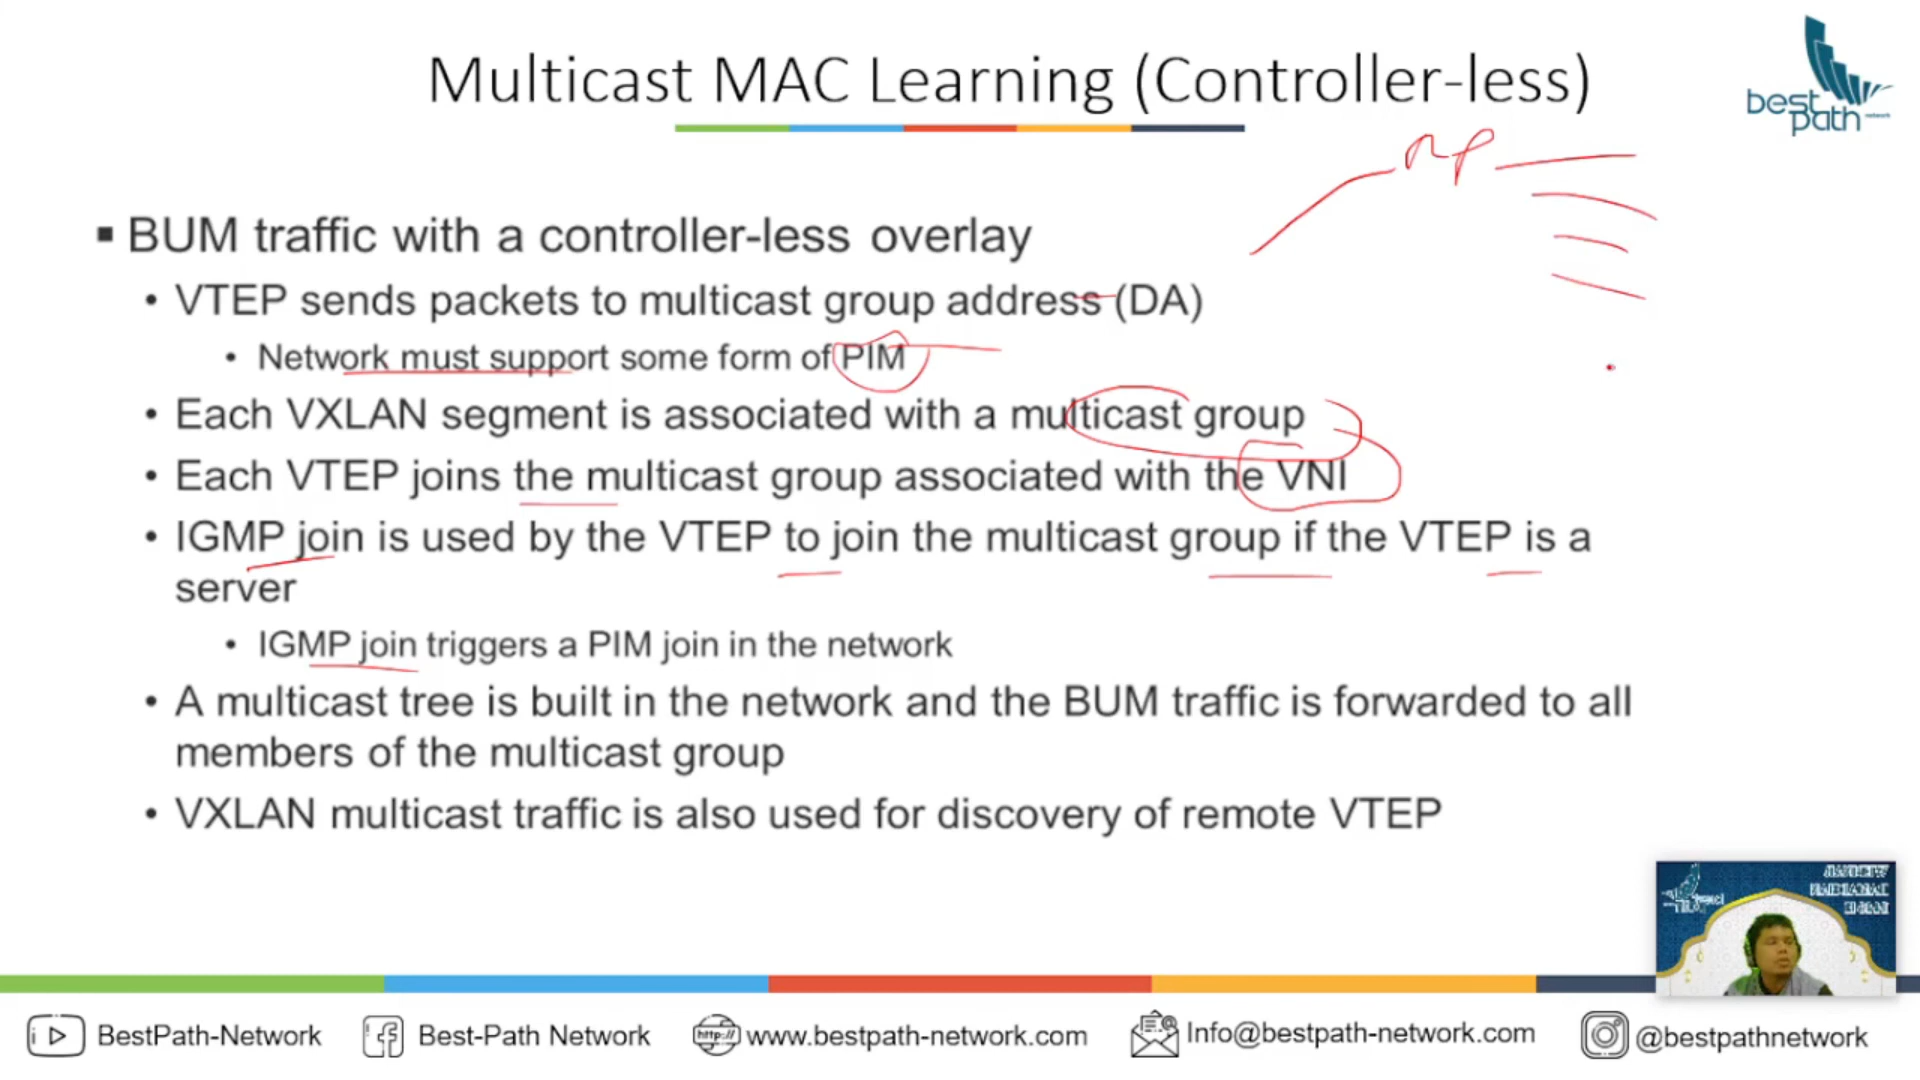 Multicast MAC Learning (Controller-less)
best
path
network
RP
▪ BUM traffic with a controller-less overlay
• VTEP sends packets to multicast group address (DA)
• Network must support some form of PIM
• Each VXLAN segment is associated with a multicast group
• Each VTEP joins the multicast group associated with the VNI
• IGMP join is used by the VTEP to join the multicast group if the VTEP is a
server
• IGMP join triggers a PIM join in the network
• A multicast tree is built in the network and the BUM traffic is forwarded to all
members of the multicast group
• VXLAN multicast traffic is also used for discovery of remote VTEP
BestPath-Network
Best-Path Network
http://
www.bestpath-network.com
Info@bestpath-network.com
@bestpathnetwork